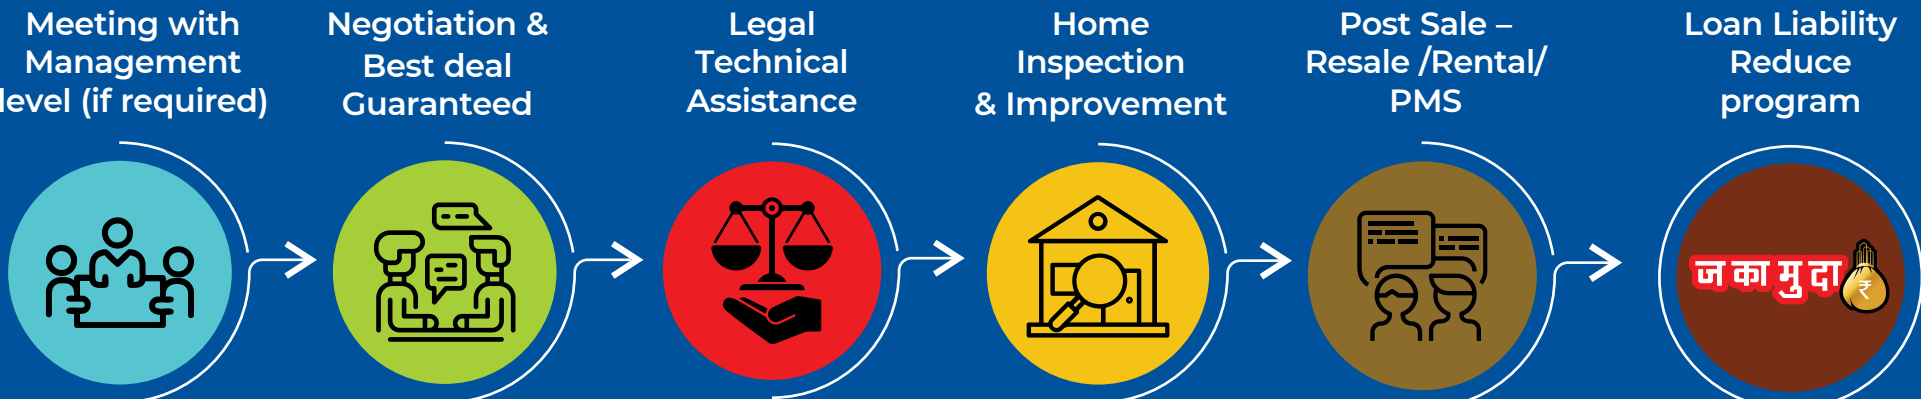 Meeting with
Management
level (if required)
Negotiation &
Best deal
Guaranteed
Legal
Technical
Assistance
Home
Inspection
& Improvement
Post Sale –
Resale /Rental/
PMS
Loan Liability
Reduce
program
ज का मु दा
₹